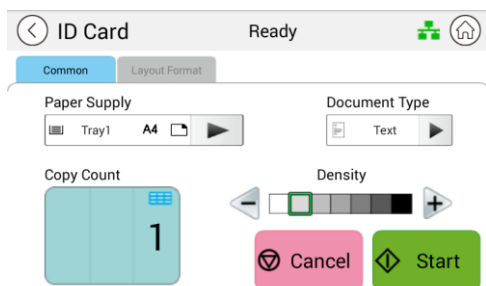 ID Card Ready
Common Layout Format
Paper Supply Document Type
Tray1 A4 Text
Copy Count Density
1
Cancel Start